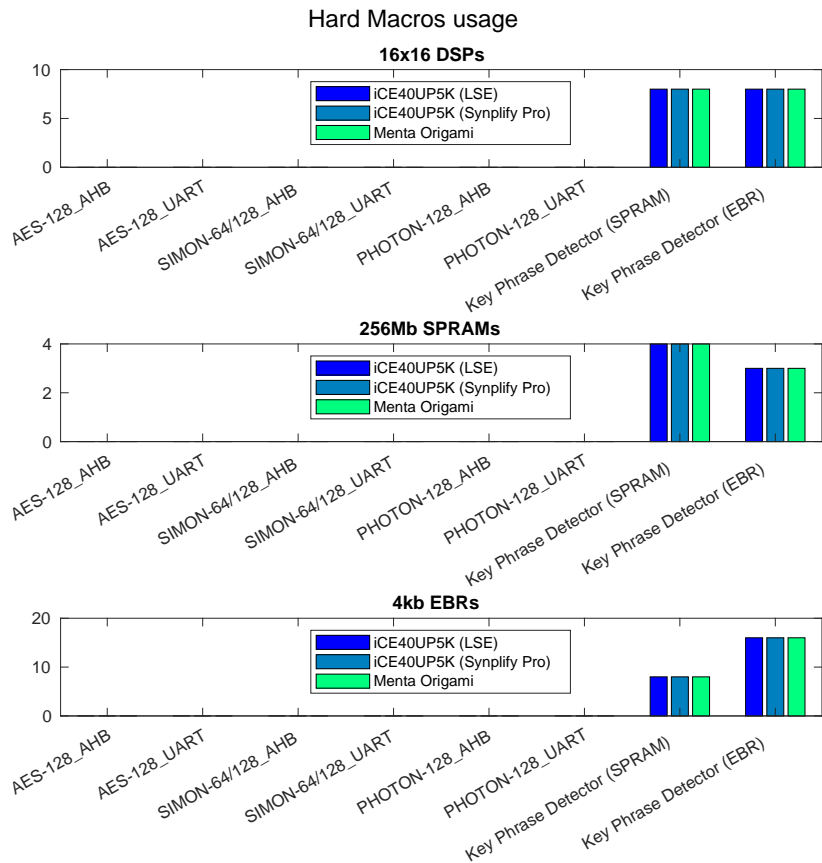 Hard Macros usage
16x16 DSPs
10
5
0
iCE40UP5K (LSE)
iCE40UP5K (Synplify Pro)
Menta Origami
AES-128_AHB
AES-128_UART
SIMON-64/128_AHB
SIMON-64/128_UART
PHOTON-128_AHB
PHOTON-128_UART
Key Phrase Detector (SPRAM)
Key Phrase Detector (EBR)
256Mb SPRAMs
4
2
0
iCE40UP5K (LSE)
iCE40UP5K (Synplify Pro)
Menta Origami
AES-128_AHB
AES-128_UART
SIMON-64/128_AHB
SIMON-64/128_UART
PHOTON-128_AHB
PHOTON-128_UART
Key Phrase Detector (SPRAM)
Key Phrase Detector (EBR)
4kb EBRs
20
10
0
iCE40UP5K (LSE)
iCE40UP5K (Synplify Pro)
Menta Origami
AES-128_AHB
AES-128_UART
SIMON-64/128_AHB
SIMON-64/128_UART
PHOTON-128_AHB
PHOTON-128_UART
Key Phrase Detector (SPRAM)
Key Phrase Detector (EBR)